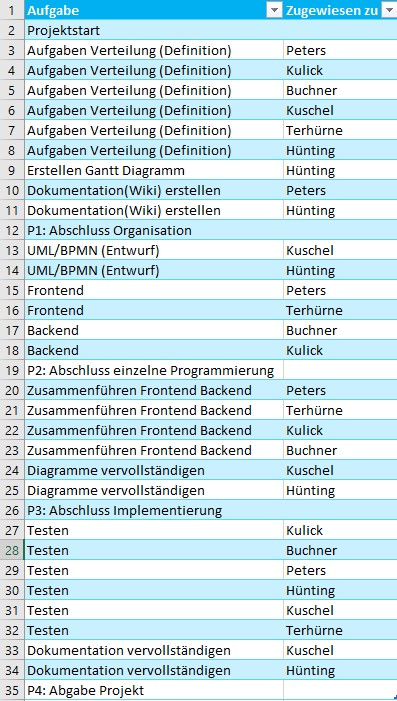 1 Aufgabe Zugewiesen zu
2 Projektstart
3 Aufgaben Verteilung (Definition) Peters
4 Aufgaben Verteilung (Definition) Kulick
5 Aufgaben Verteilung (Definition) Buchner
6 Aufgaben Verteilung (Definition) Kuschel
7 Aufgaben Verteilung (Definition) Terhürne
8 Aufgaben Verteilung (Definition) Hünting
9 Erstellen Gantt Diagramm Hünting
10 Dokumentation(Wiki) erstellen Peters
11 Dokumentation(Wiki) erstellen Hünting
12 P1: Abschluss Organisation
13 UML/BPMN (Entwurf) Kuschel
14 UML/BPMN (Entwurf) Hünting
15 Frontend Peters
16 Frontend Terhürne
17 Backend Buchner
18 Backend Kulick
19 P2: Abschluss einzelne Programmierung
20 Zusammenführen Frontend Backend Peters
21 Zusammenführen Frontend Backend Terhürne
22 Zusammenführen Frontend Backend Kulick
23 Zusammenführen Frontend Backend Buchner
24 Diagramme vervollständigen Kuschel
25 Diagramme vervollständigen Hünting
26 P3: Abschluss Implementierung
27 Testen Kulick
28 Testen Buchner
29 Testen Peters
30 Testen Hünting
31 Testen Kuschel
32 Testen Terhürne
33 Dokumentation vervollständigen Kuschel
34 Dokumentation vervollständigen Hünting
35 P4: Abgabe Projekt